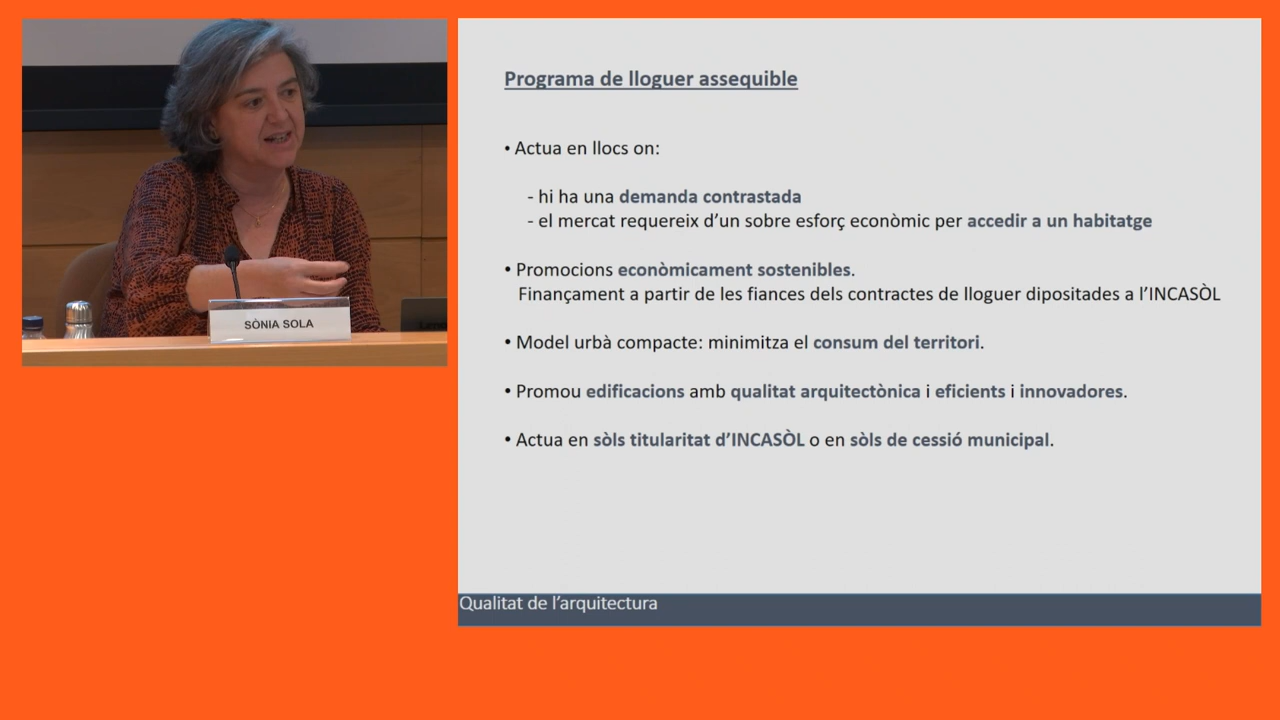 SÒNIA SOLA
Programa de lloguer assequible
• Actua en llocs on:
- hi ha una demanda contrastada
- el mercat requereix d’un sobre esforç econòmic per accedir a un habitatge
• Promocions econòmicament sostenibles.
Finançament a partir de les fiances dels contractes de lloguer dipositades a l’INCASÒL
• Model urbà compacte: minimitza el consum del territori.
• Promou edificacions amb qualitat arquitectònica i eficients i innovadores.
• Actua en sòls titularitat d’INCASÒL o en sòls de cessió municipal.
Qualitat de l’arquitectura